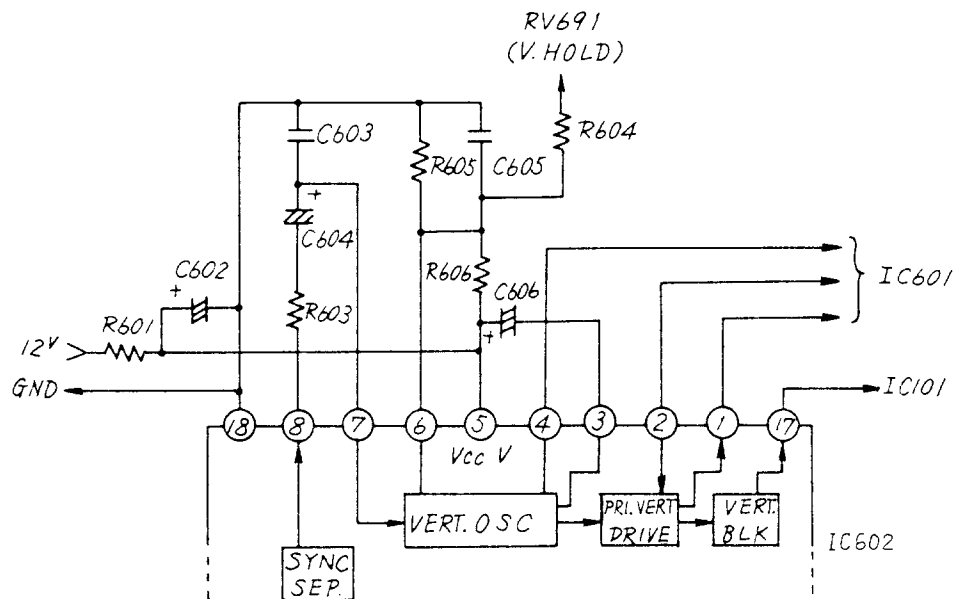 RV691
(V. HOLD)
C603
R605
C605
R604
+
C604
C602
+
R606
C606
+
IC601
R601
R603
12V
GND
IC101
18
8
7
6
5
4
3
2
1
17
Vcc V
VERT. OSC
PRI. VERT
DRIVE
VERT.
BLK
IC602
SYNC
SEP.